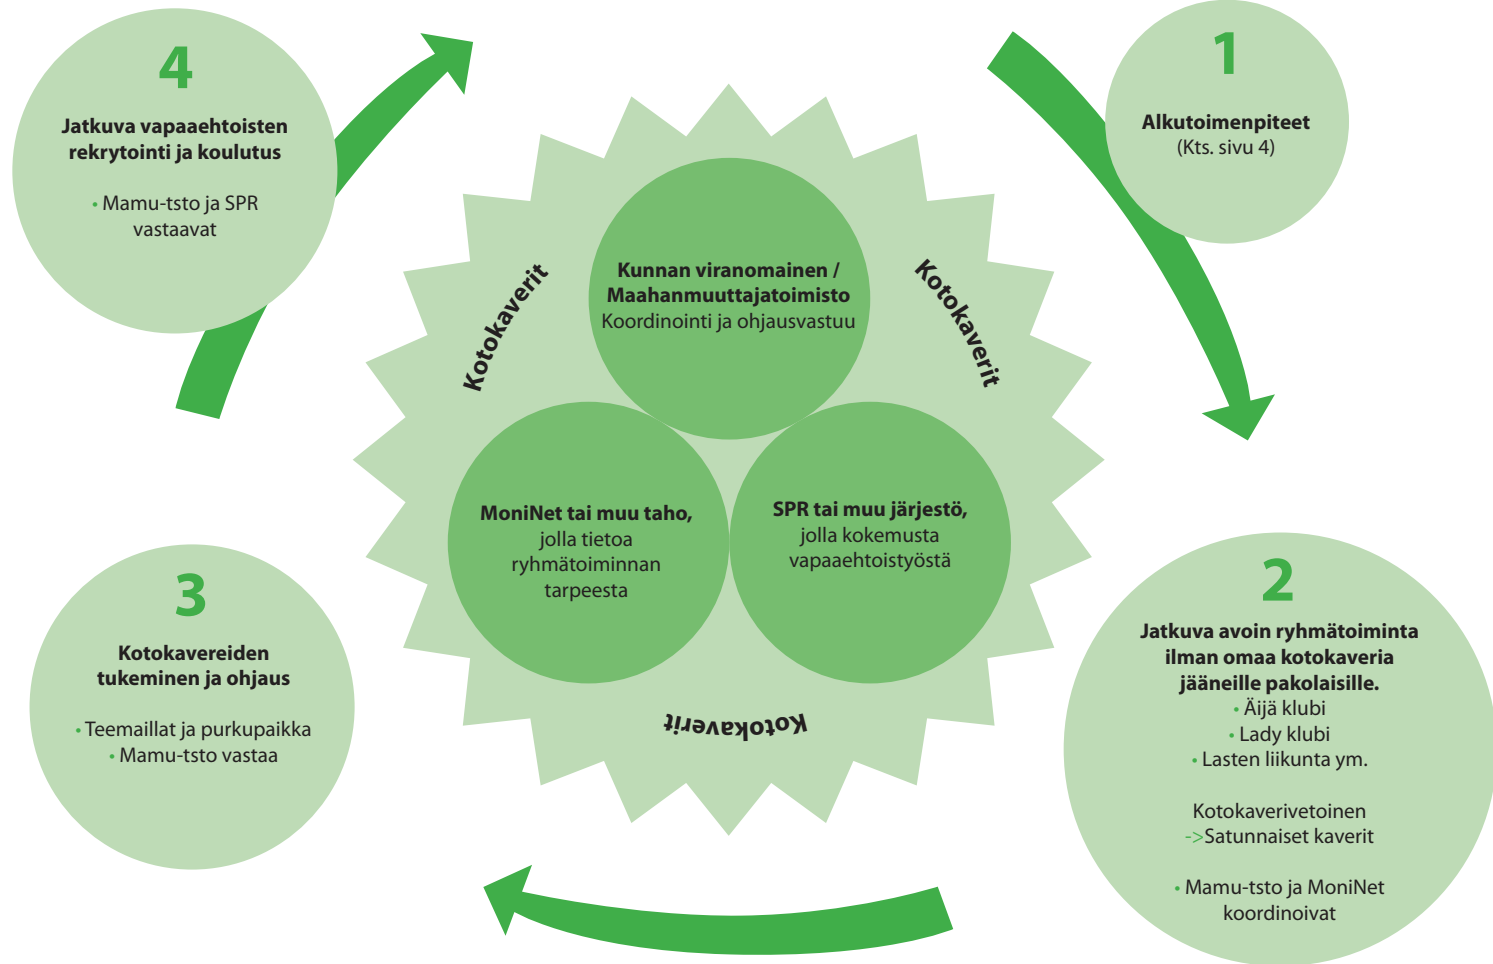 4
Jatkuva vapaaehtoisten
rekrytointi ja koulutus
• Mamu-tsto ja SPR
vastaavat
1
Alkutoimenpiteet
(Kts. sivu 4)
Kotokaverit
Kotokaverit
Kunnan viranomainen /
Maahanmuuttajatoimisto
Koordinointi ja ohjausvastuu
MoniNet tai muu taho,
jolla tietoa
ryhmätoiminnan
tarpeesta
SPR tai muu järjestö,
jolla kokemusta
vapaaehtoistyöstä
Kotokaverit
3
Kotokavereiden
tukeminen ja ohjaus
• Teemaillat ja purkupaikka
• Mamu-tsto vastaa
2
Jatkuva avoin ryhmätoiminta
ilman omaa kotokaveria
jääneille pakolaisille.
• Äijä klubi
• Lady klubi
• Lasten liikunta ym.
Kotokaverivetoinen
->Satunnaiset kaverit
• Mamu-tsto ja MoniNet
koordinoivat